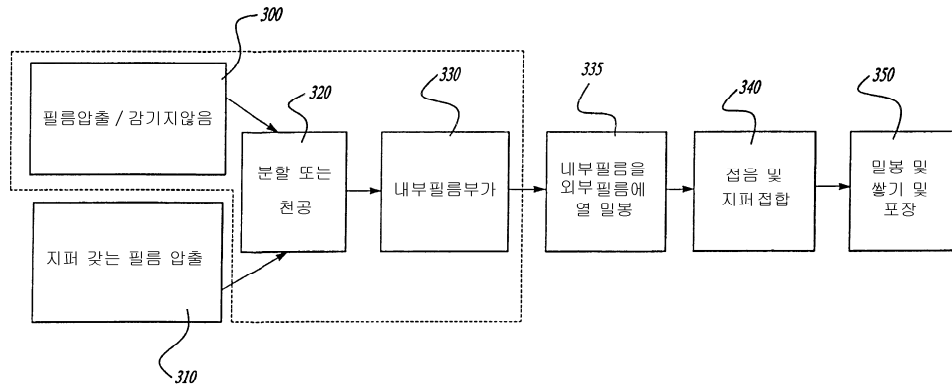 300
필름압출 / 감기지않음
320
분할 또는
천공
330
내부필름부가
335
내부필름을
외부필름에
열 밀봉
340
섭음 및
지퍼접합
350
밀봉 및
쌓기 및
포장
지퍼 갖는 필름 압출
310